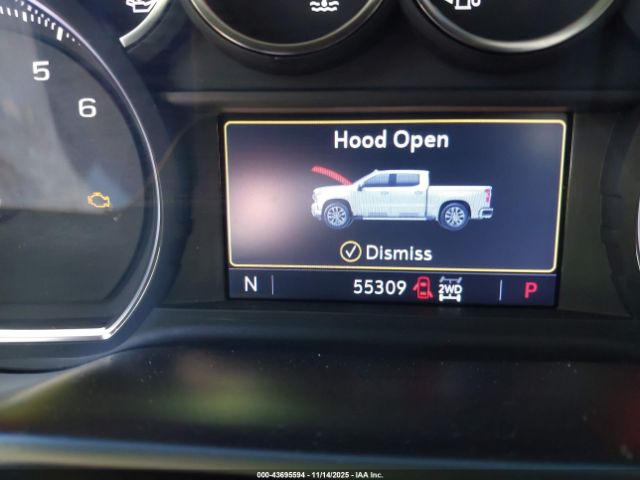 5
6
Hood Open
Dismiss
N 55309 2WD P
000-43695594 - 11/14/2025 - IAA Inc.